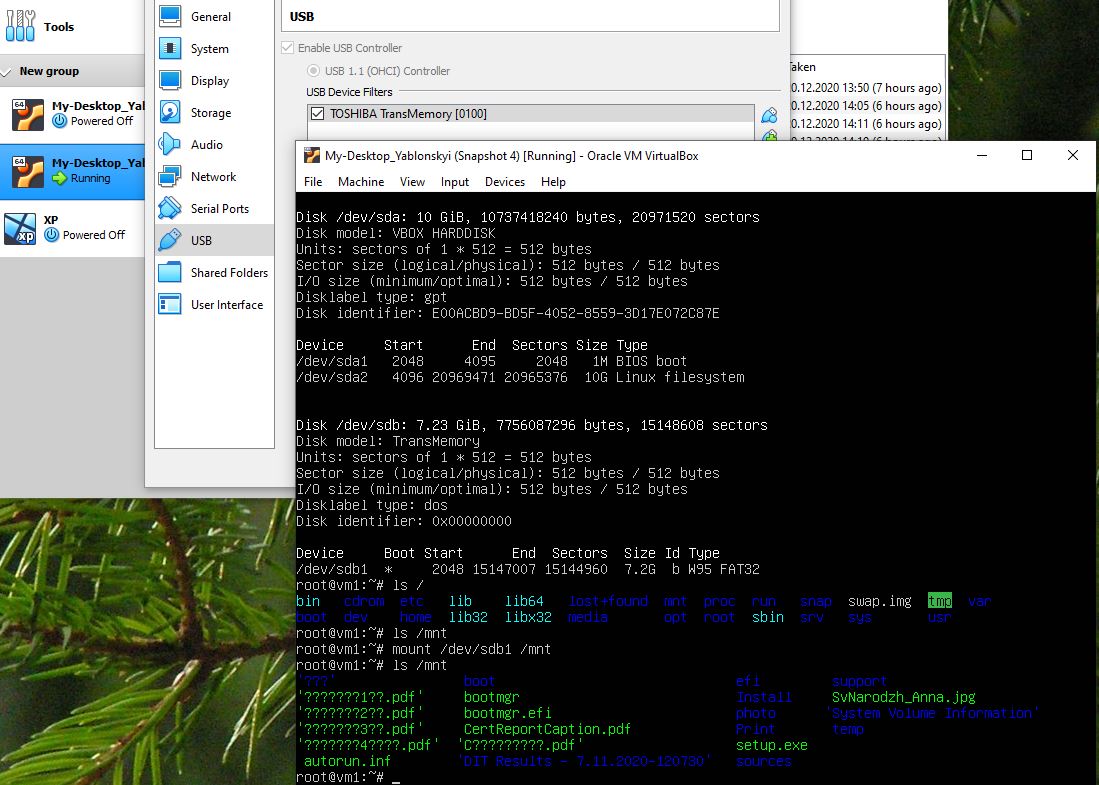 Tools
New group
My-Desktop_Yal
Powered Off
My-Desktop_Yal
Running
XP
Powered Off
General
System
Display
Storage
Audio
Network
Serial Ports
USB
Shared Folders
User Interface
USB
Enable USB Controller
USB 1.1 (OHCI) Controller
USB Device Filters
TOSHIBA TransMemory [0100]
Taken
0.12.2020 13:50 (7 hours ago)
0.12.2020 14:05 (6 hours ago)
0.12.2020 14:11 (6 hours ago)
My-Desktop_Yablonskyi (Snapshot 4) [Running] - Oracle VM VirtualBox
File Machine View Input Devices Help
Disk /dev/sda: 10 GiB, 10737418240 bytes, 20971520 sectors
Disk model: VBOX HARDDISK
Units: sectors of 1 * 512 = 512 bytes
Sector size (logical/physical): 512 bytes / 512 bytes
I/O size (minimum/optimal): 512 bytes / 512 bytes
Disklabel type: gpt
Disk identifier: E00ACBD9-BD5F-4052-8559-3D17E072C87E
Device Start End Sectors Size Type
/dev/sda1 2048 4095 2048 1M BIOS boot
/dev/sda2 4096 20969471 20965376 10G Linux filesystem
Disk /dev/sdb: 7.23 GiB, 7756087296 bytes, 15148608 sectors
Disk model: TransMemory
Units: sectors of 1 * 512 = 512 bytes
Sector size (logical/physical): 512 bytes / 512 bytes
I/O size (minimum/optimal): 512 bytes / 512 bytes
Disklabel type: dos
Disk identifier: 0x00000000
Device Boot Start End Sectors Size Id Type
/dev/sdb1 * 2048 15147007 15144960 7.2G b W95 FAT32
root@vm1:~# ls /
bin cdrom etc lib lib64 lost+found mnt proc run snap swap.img tmp var
boot dev home lib32 libx32 media opt root sbin srv sys usr
root@vm1:~# ls /mnt
root@vm1:~# mount /dev/sdb1 /mnt
root@vm1:~# ls /mnt
'???' boot efi support
'???????1??.pdf' bootmgr Install SvNarodzh_Anna.jpg
'???????2??.pdf' bootmgr.efi photo 'System Volume Information'
'???????3??.pdf' CertReportCaption.pdf Print temp
'???????4????.pdf' 'C?????????.pdf' setup.exe
autorun.inf 'DIT Results - 7.11.2020-120730' sources
root@vm1:~# _